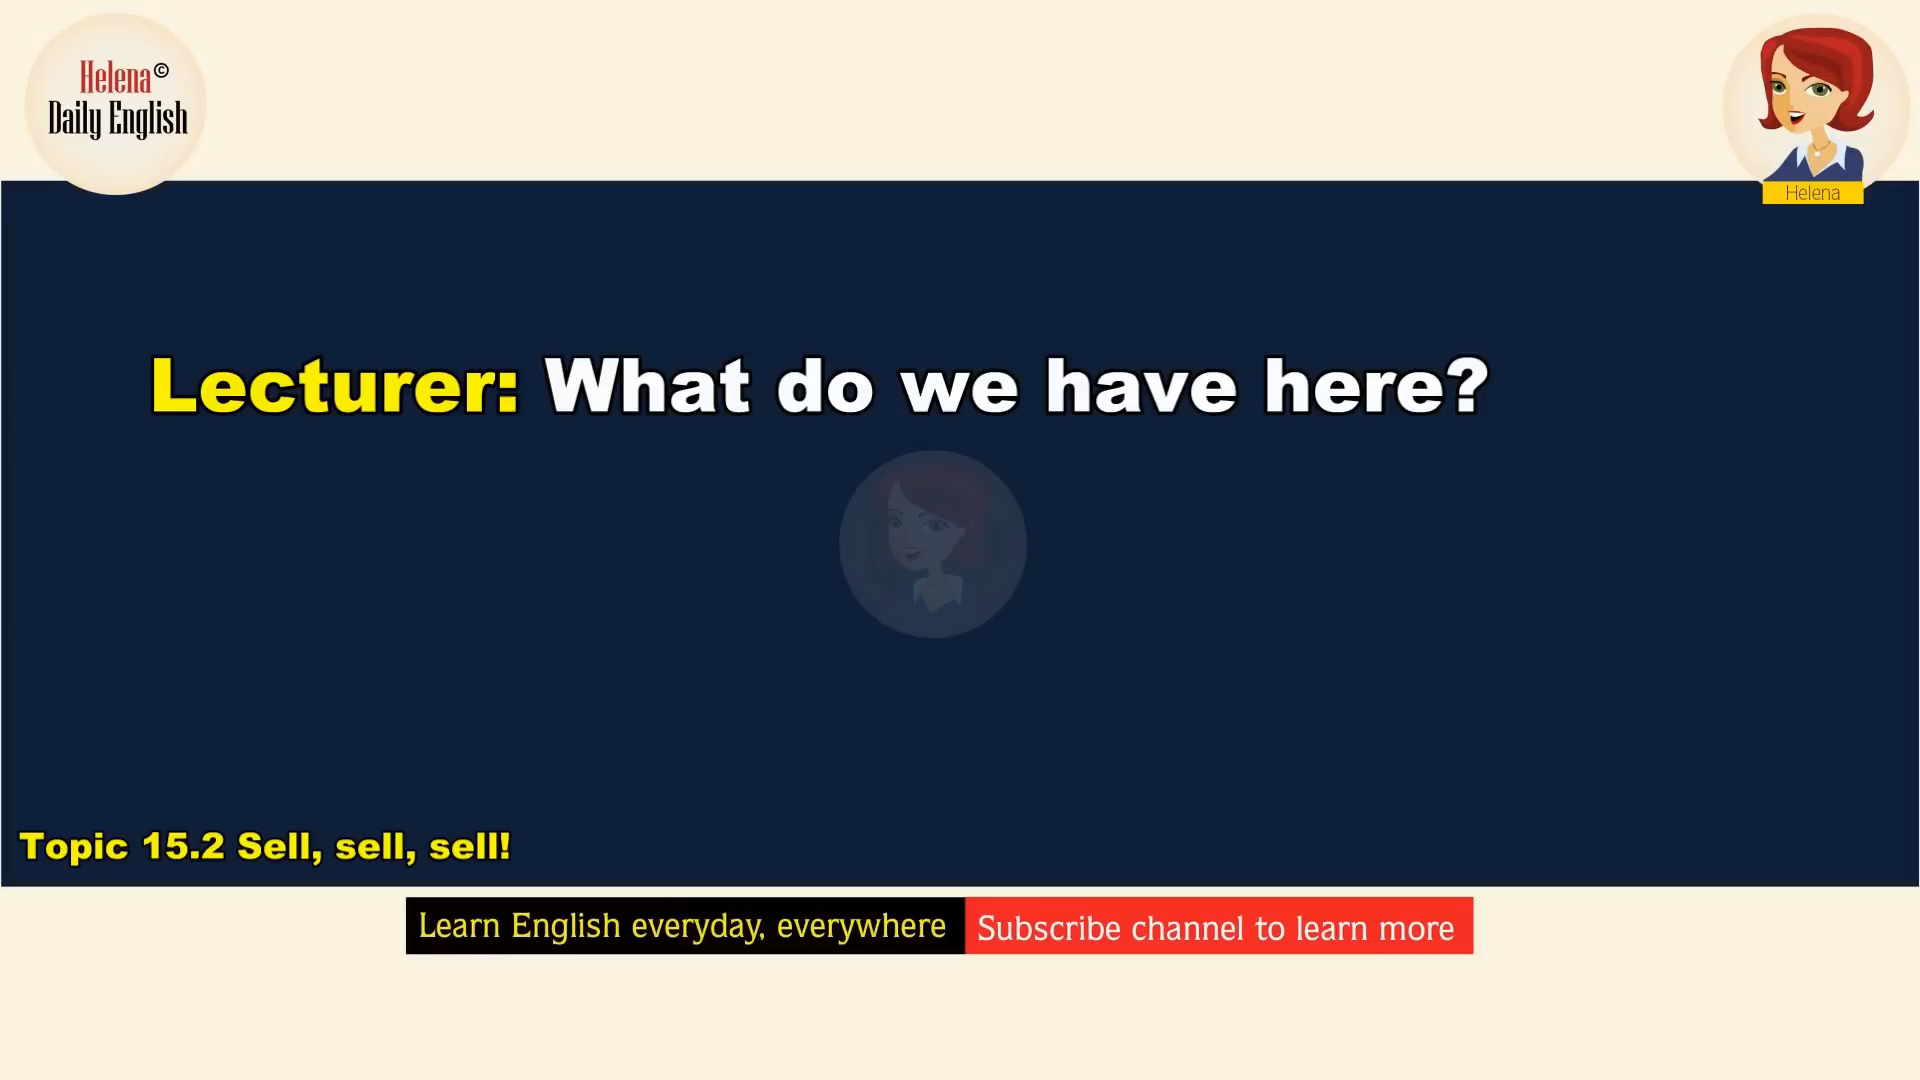 Helena©
Daily English
Helena
Lecturer: What do we have here?
Topic 15.2 Sell, sell, sell!
Learn English everyday, everywhere
Subscribe channel to learn more